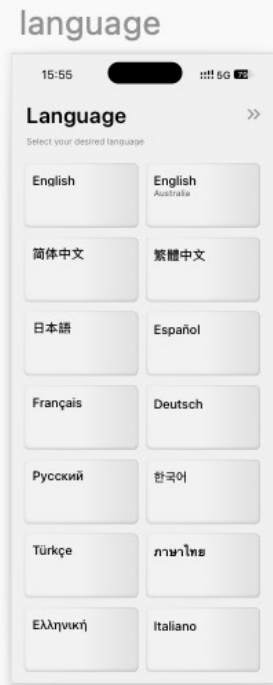 language
15:55
5G 79
Language
Select your desired language
English
English
Australia
简体中文
繁體中文
日本語
Español
Français
Deutsch
Русский
한국어
Türkçe
ภาษาไทย
Ελληνική
Italiano